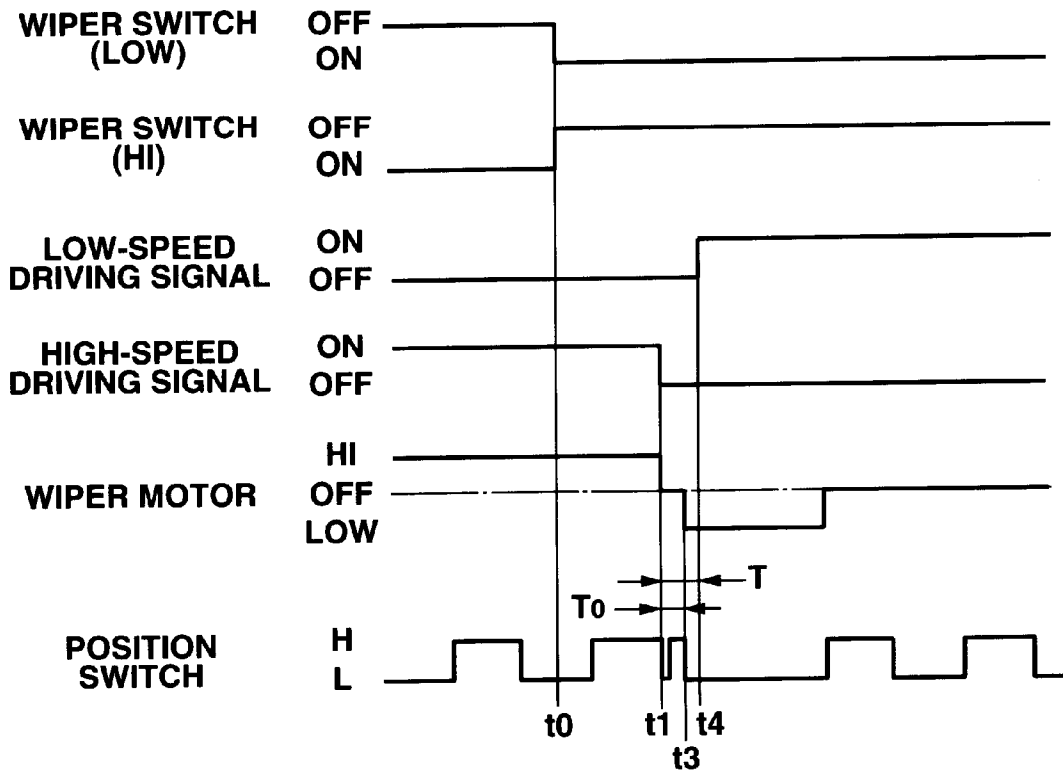 WIPER SWITCH
(LOW)
OFF
ON
WIPER SWITCH
(HI)
OFF
ON
LOW-SPEED
DRIVING SIGNAL
ON
OFF
HIGH-SPEED
DRIVING SIGNAL
ON
OFF
WIPER MOTOR
HI
OFF
LOW
T
T0
POSITION
SWITCH
H
L
t0
t1
t4
t3